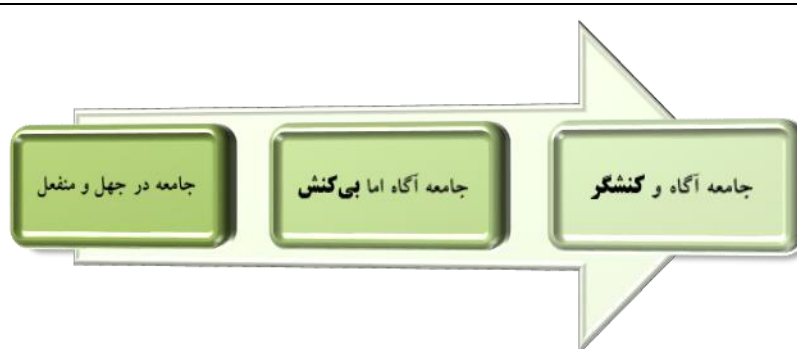 جامعه در جهل و منفعل
جامعه آگاه اما بی‌کنش
جامعه آگاه و کنشگر